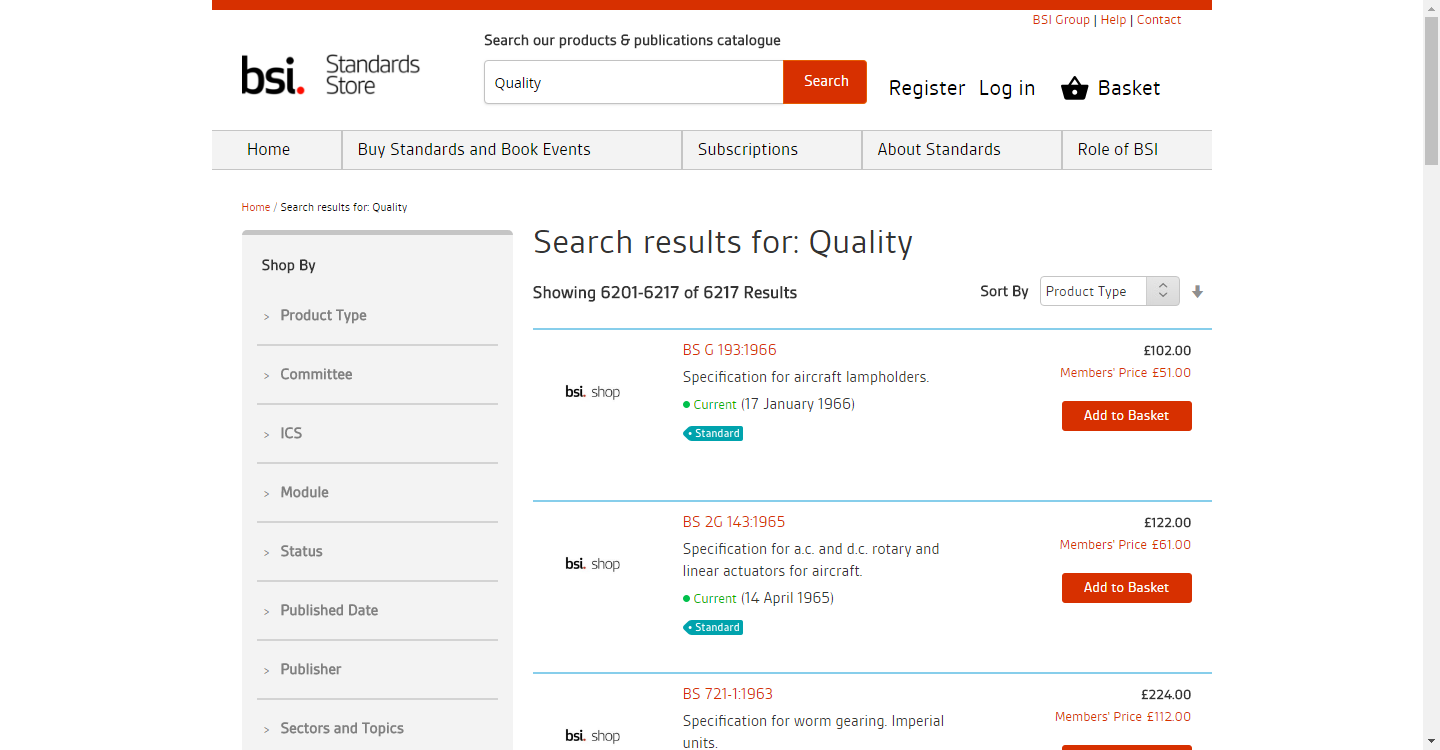 BSI Group | Help | Contact
Search our products & publications catalogue
bsi. Standards Store
Quality
Search
Register Log in Basket
Home
Buy Standards and Book Events
Subscriptions
About Standards
Role of BSI
Home / Search results for: Quality
Shop By
> Product Type
> Committee
> ICS
> Module
> Status
> Published Date
> Publisher
> Sectors and Topics
Search results for: Quality
Showing 6201-6217 of 6217 Results
Sort By Product Type
bsi. shop
BS G 193:1966
Specification for aircraft lampholders.
Current (17 January 1966)
Standard
£102.00
Members' Price £51.00
Add to Basket
bsi. shop
BS 2G 143:1965
Specification for a.c. and d.c. rotary and
linear actuators for aircraft.
Current (14 April 1965)
Standard
£122.00
Members' Price £61.00
Add to Basket
bsi. shop
BS 721-1:1963
Specification for worm gearing. Imperial
units.
£224.00
Members' Price £112.00